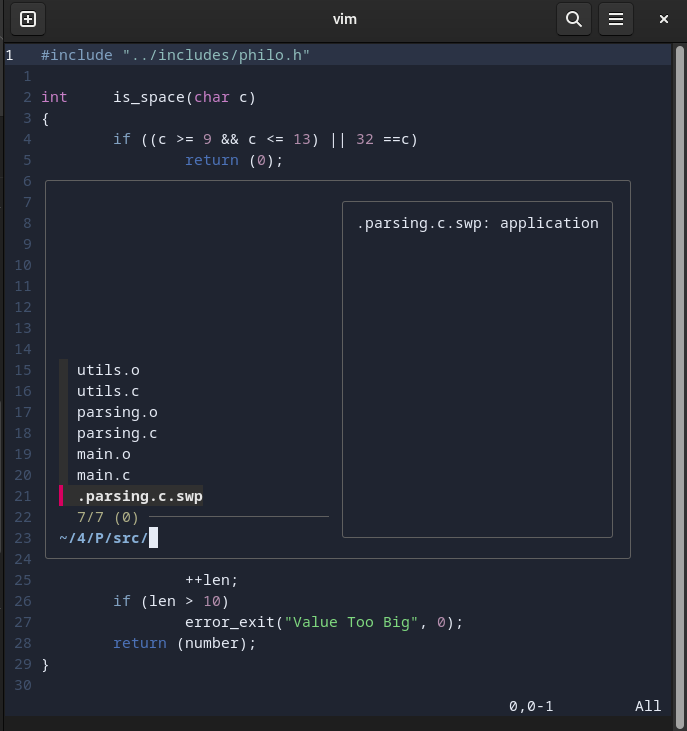 vim
1 #include "../includes/philo.h"
1
2 int     is_space(char c)
3 {
4         if ((c >= 9 && c <= 13) || 32 ==c)
5                 return (0);
6
7
8 .parsing.c.swp: application
9
10
11
12
13
14
15 utils.o
16 utils.c
17 parsing.o
18 parsing.c
19 main.o
20 main.c
21 .parsing.c.swp
22 7/7 (0)
23 ~/4/P/src/
24
25                 ++len;
26         if (len > 10)
27                 error_exit("Value Too Big", 0);
28         return (number);
29 }
30
0,0-1 All